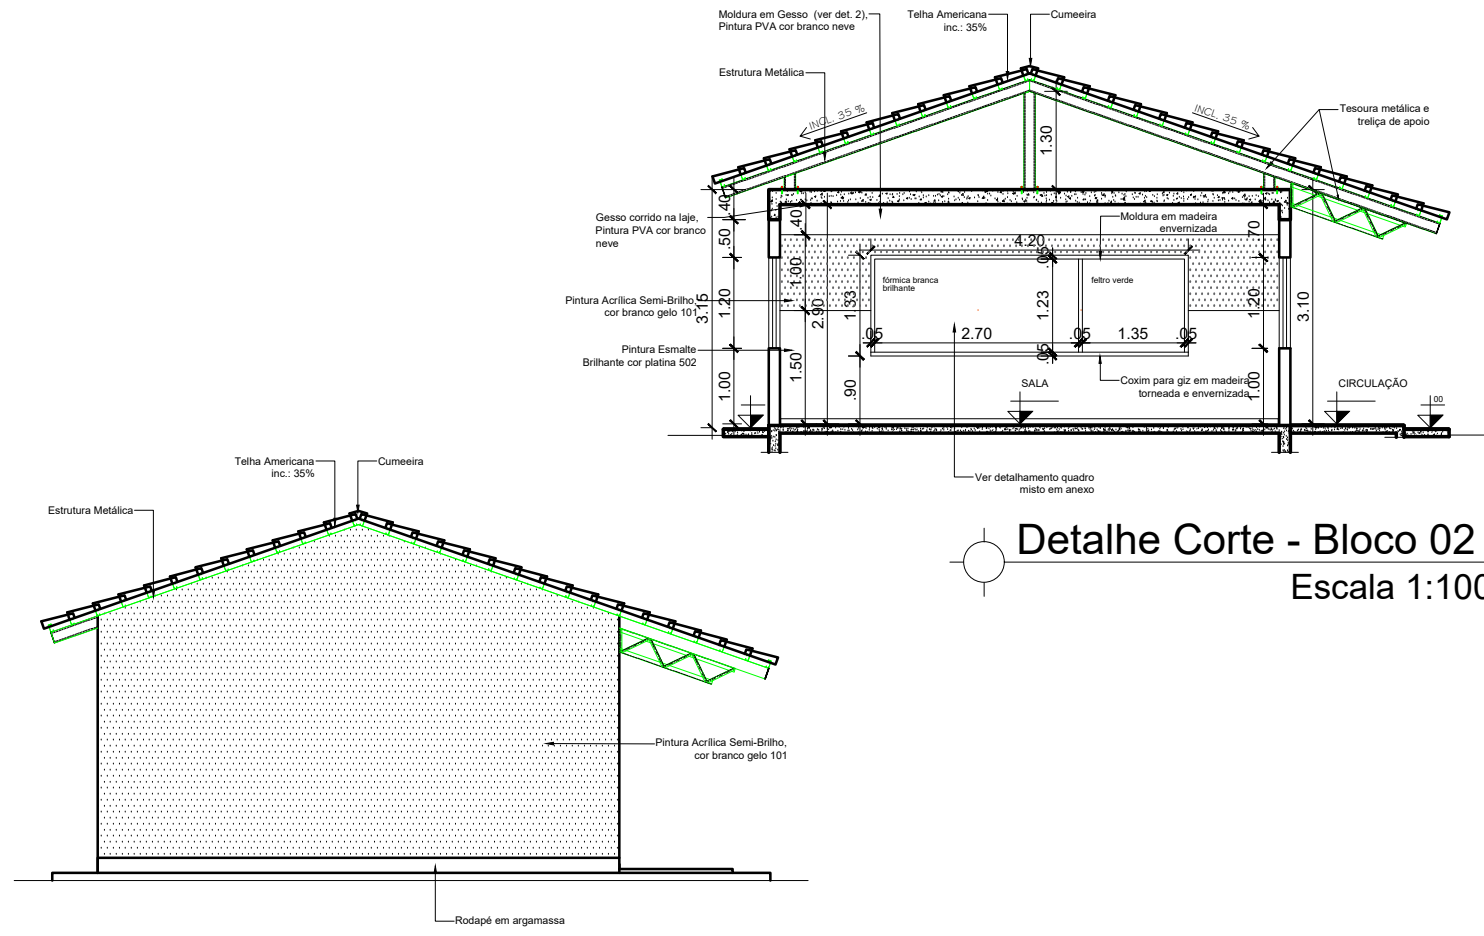 Moldura em Gesso (ver det. 2),
Pintura PVA cor branco neve
Telha Americana
inc.: 35%
Cumeeira
Estrutura Metálica
INCL. 35 %
INCL. 35 %
Tesoura metálica e
treliça de apoio
1.30
Gesso corrido na laje,
Pintura PVA cor branco
neve
.40
.40
.50
Moldura em madeira
envernizada
.70
4.20
.05
1.00
fórmica branca
brilhante
feltro verde
Pintura Acrílica Semi-Brilho,
cor branco gelo 101
3.15
1.20
2.90
1.33
1.23
1.20
3.10
.05
2.70
.05
1.35
.05
Pintura Esmalte
Brilhante cor platina 502
1.00
1.50
.90
.05
SALA
Coxim para giz em madeira
torneada e envernizada
1.00
CIRCULAÇÃO
00
Ver detalhamento quadro
misto em anexo
Detalhe Corte - Bloco 02
Escala 1:100
Telha Americana
inc.: 35%
Cumeeira
Estrutura Metálica
Pintura Acrílica Semi-Brilho,
cor branco gelo 101
Rodapé em argamassa